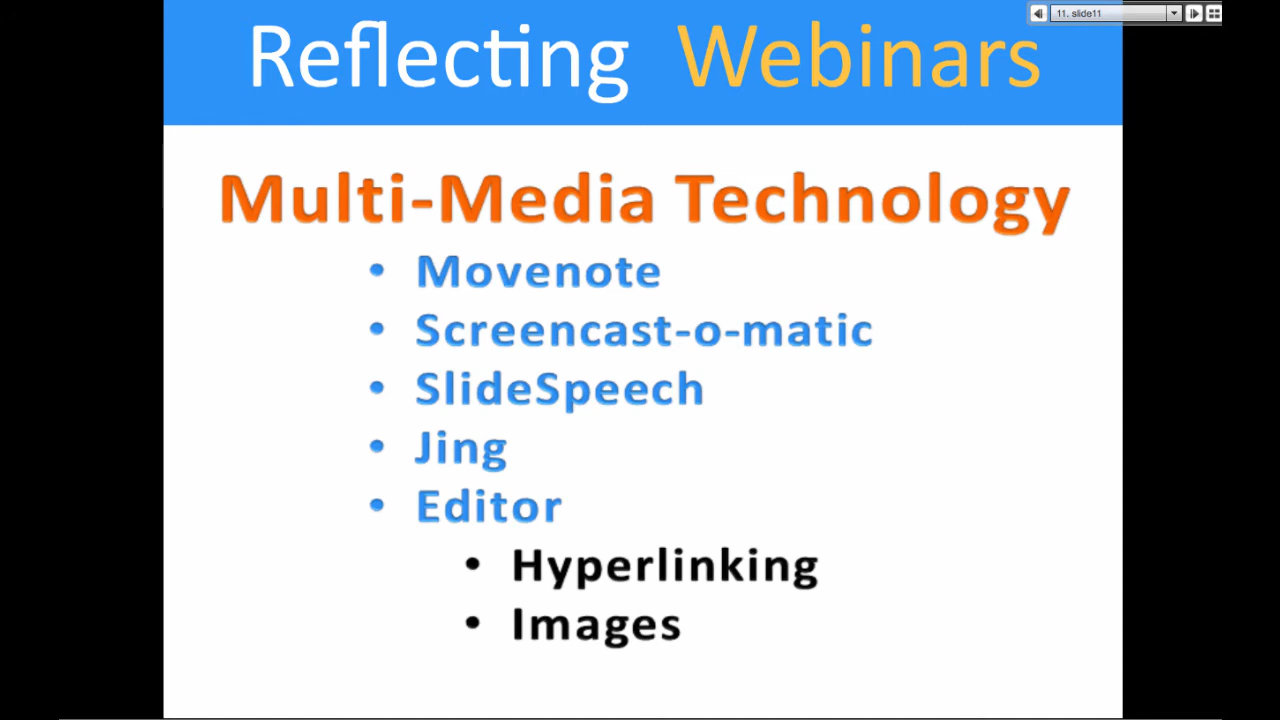 11. slide11
Reflecting Webinars
Multi-Media Technology
• Movenote
• Screencast-o-matic
• SlideSpeech
• Jing
• Editor
• Hyperlinking
• Images